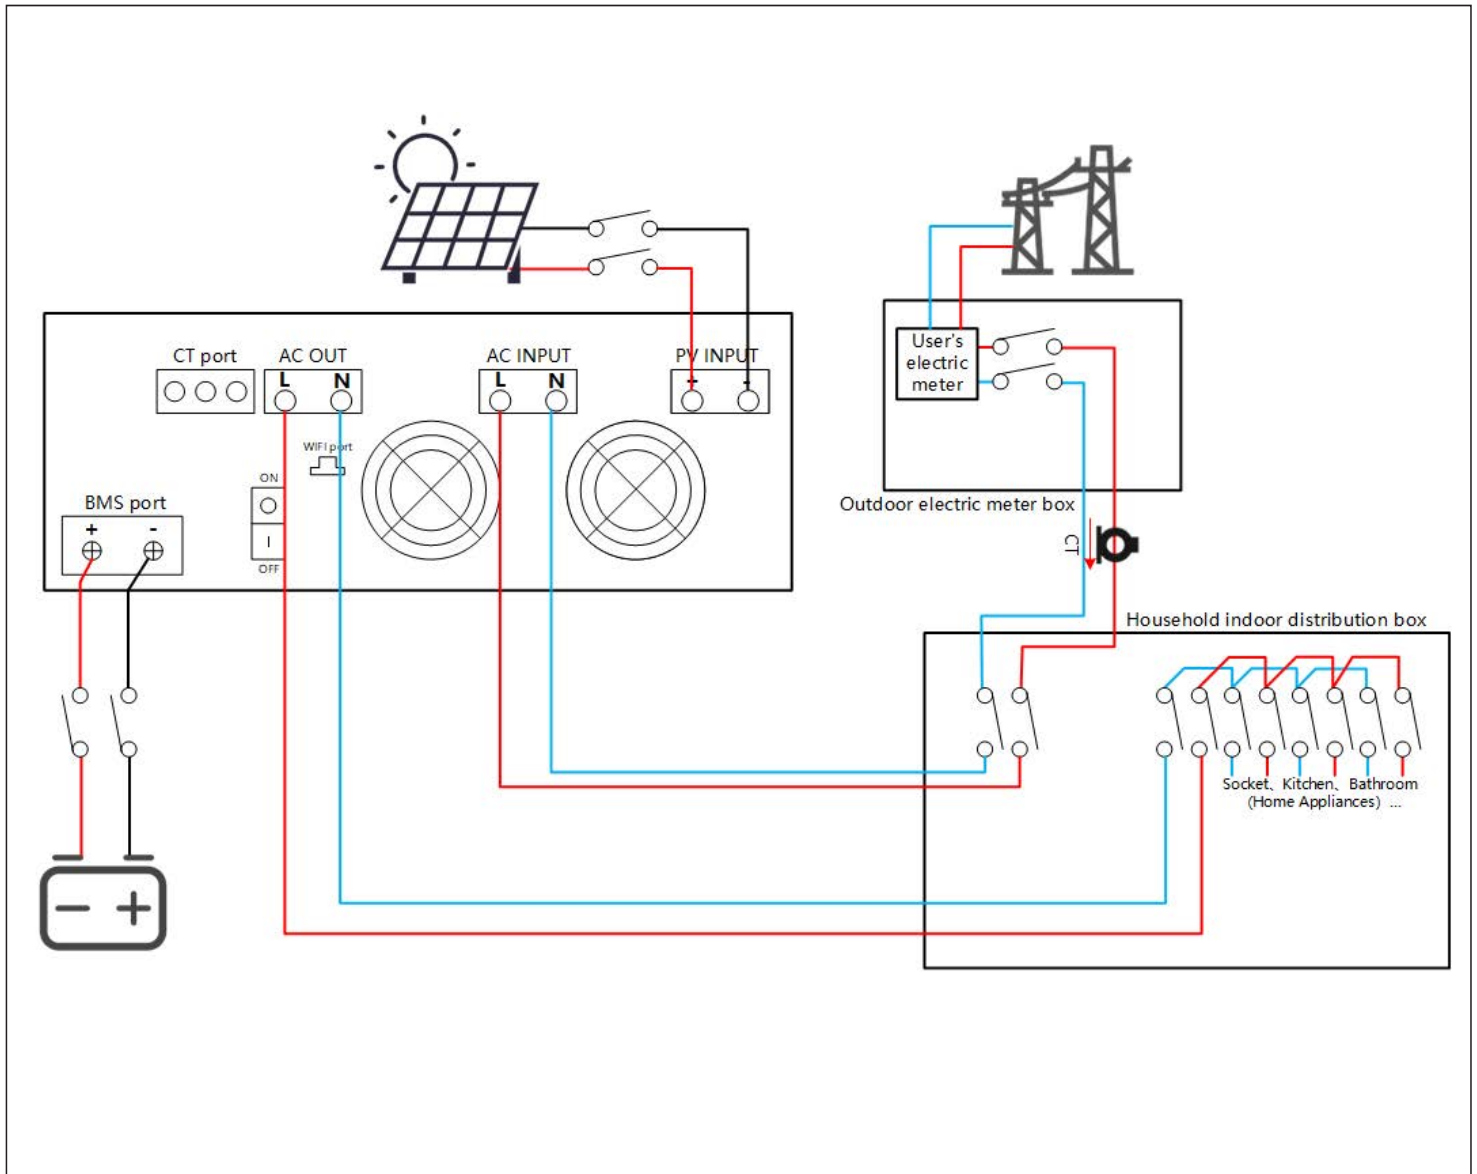 CT port
AC OUT
AC INPUT
PV INPUT
L N
L N
+ -
WIFI port
ON
I
OFF
BMS port
+ -
User's
electric
meter
Outdoor electric meter box
CT
Household indoor distribution box
Socket、Kitchen、Bathroom
(Home Appliances) ...
- +